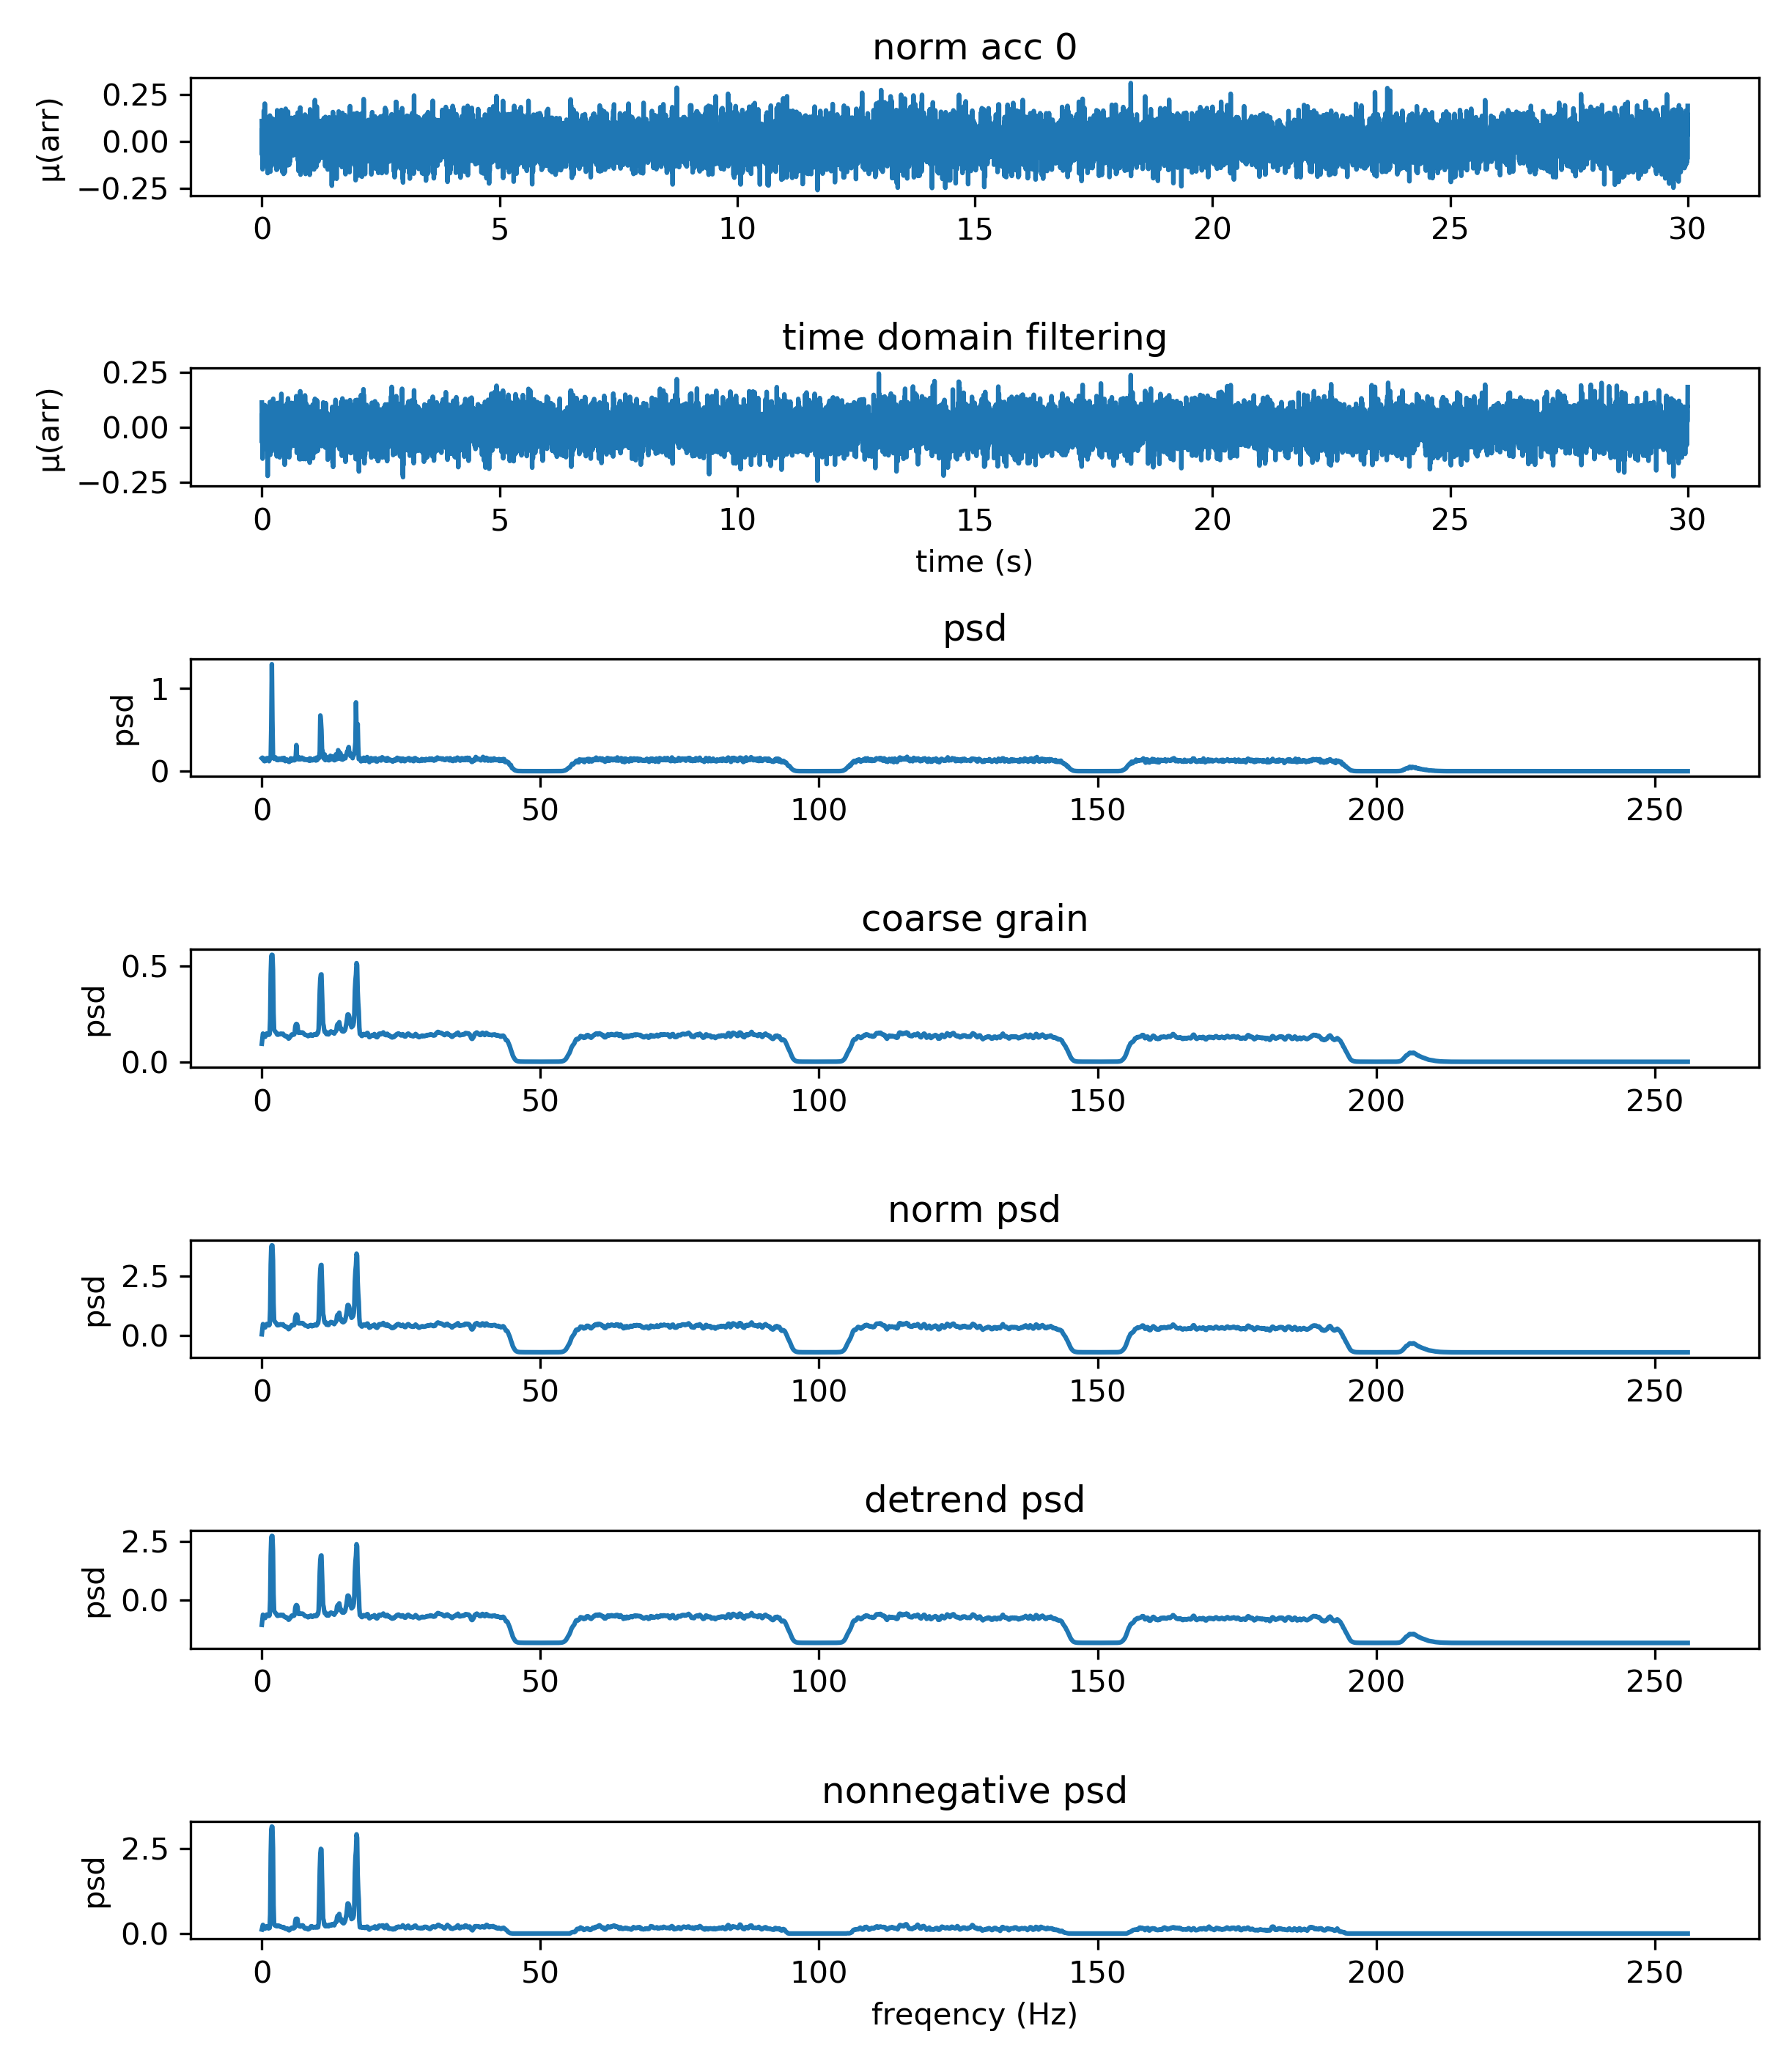 norm acc 0
μ(arr)
0.25
0.00
−0.25
0 5 10 15 20 25 30
time domain filtering
μ(arr)
0.25
0.00
−0.25
0 5 10 15 20 25 30
time (s)
psd
psd
1
0
0 50 100 150 200 250
coarse grain
psd
0.5
0.0
0 50 100 150 200 250
norm psd
psd
2.5
0.0
0 50 100 150 200 250
detrend psd
psd
2.5
0.0
0 50 100 150 200 250
nonnegative psd
psd
2.5
0.0
0 50 100 150 200 250
freqency (Hz)